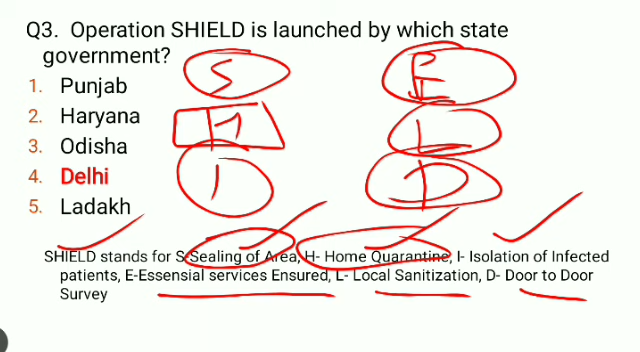 Q3. Operation SHIELD is launched by which state
government?
1. Punjab
2. Haryana
3. Odisha
4. Delhi
5. Ladakh
S
H
I
E
L
D
SHIELD stands for S-Sealing of Area, H- Home Quarantine, I- Isolation of Infected
patients, E-Essensial services Ensured, L- Local Sanitization, D- Door to Door
Survey